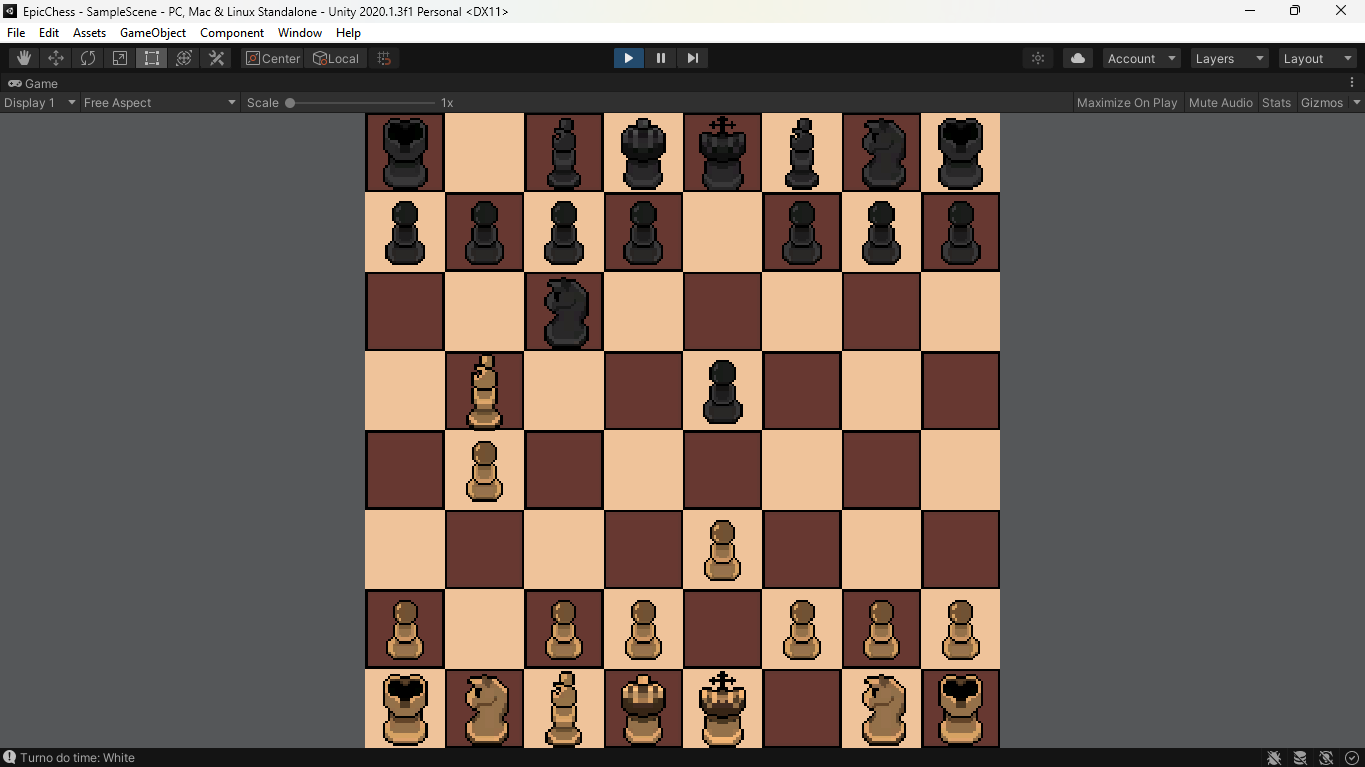 EpicChess - SampleScene - PC, Mac & Linux Standalone - Unity 2020.1.3f1 Personal <DX11>
File Edit Assets GameObject Component Window Help
Center Local Account Layers Layout
Game
Display 1 Free Aspect Scale 1x Maximize On Play Mute Audio Stats Gizmos
Turno do time: White